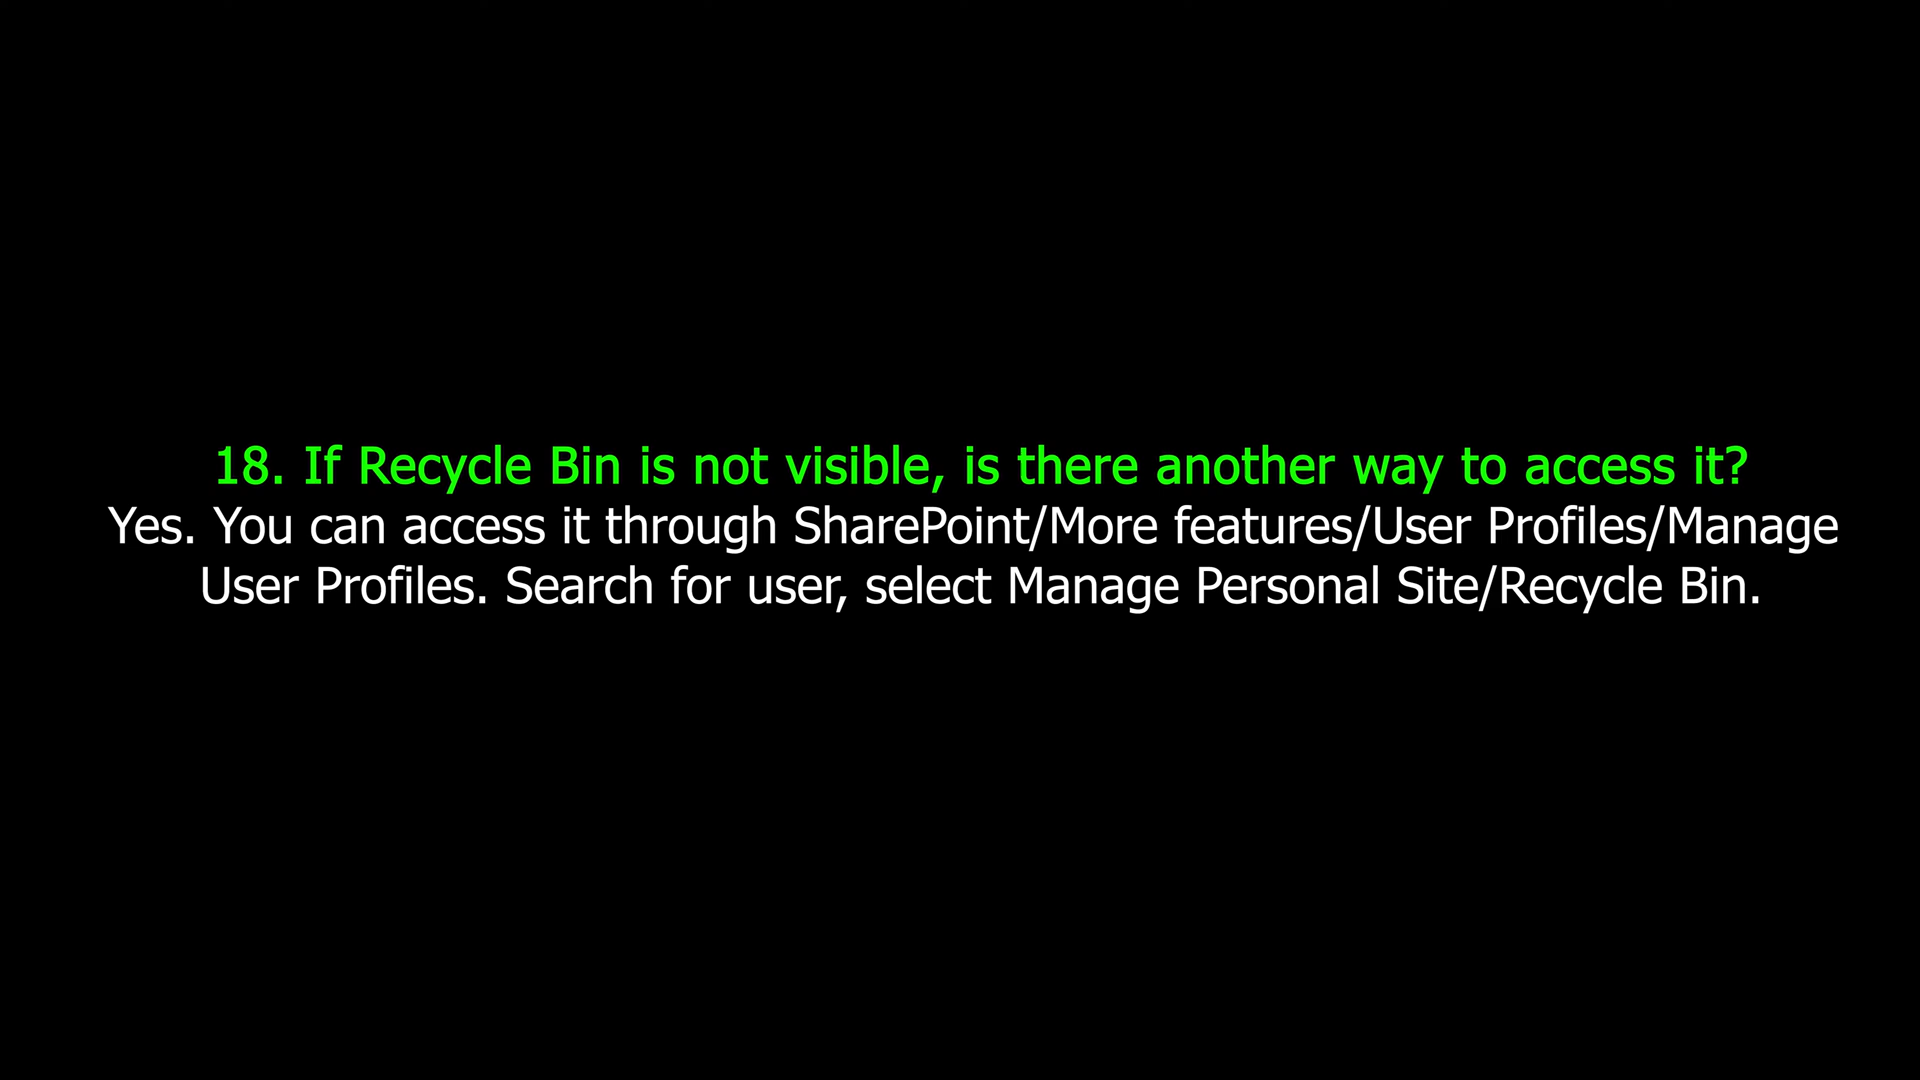 18. If Recycle Bin is not visible, is there another way to access it?
Yes. You can access it through SharePoint/More features/User Profiles/Manage
User Profiles. Search for user, select Manage Personal Site/Recycle Bin.